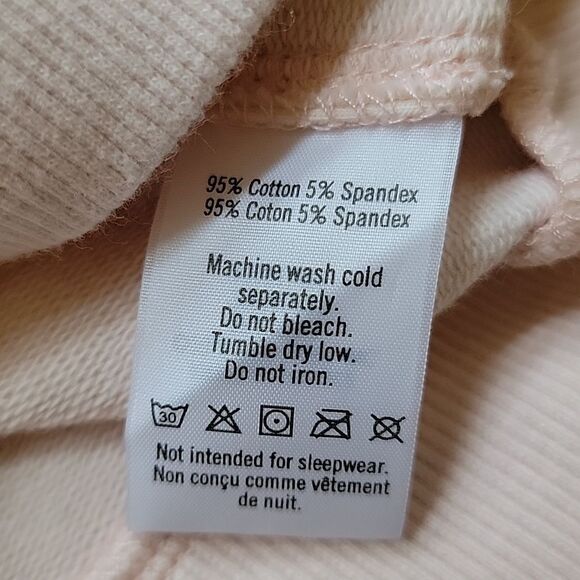 95% Cotton 5% Spandex
95% Coton 5% Spandex
Machine wash cold
separately.
Do not bleach.
Tumble dry low.
Do not iron.
30
Not intended for sleepwear.
Non conçu comme vêtement
de nuit.